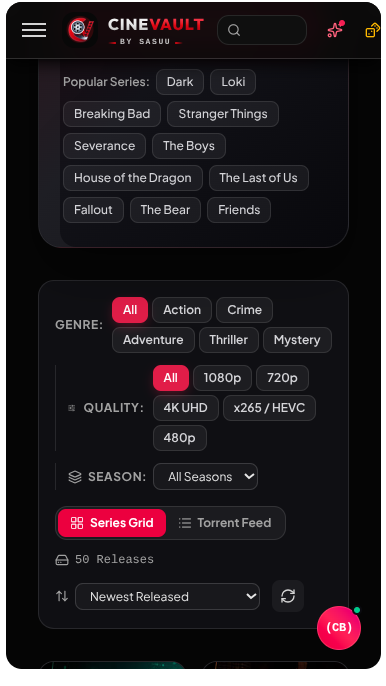 CINEVAULT
BY SASUU
Popular Series: Dark Loki
Breaking Bad Stranger Things
Severance The Boys
House of the Dragon The Last of Us
Fallout The Bear Friends
GENRE: All Action Crime
Adventure Thriller Mystery
QUALITY: All 1080p 720p
4K UHD x265 / HEVC
480p
SEASON: All Seasons
Series Grid Torrent Feed
50 Releases
Newest Released
(CB)